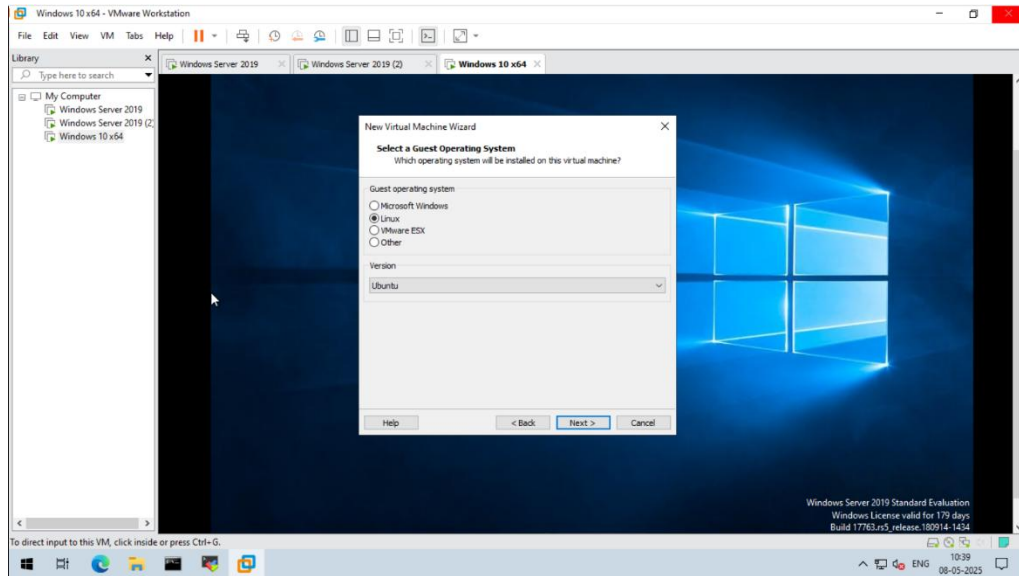 Windows 10 x64 - VMware Workstation
File Edit View VM Tabs Help
Library
Type here to search
My Computer
Windows Server 2019
Windows Server 2019 (2)
Windows 10 x64
Windows Server 2019
Windows Server 2019 (2)
Windows 10 x64
New Virtual Machine Wizard
Select a Guest Operating System
Which operating system will be installed on this virtual machine?
Guest operating system
Microsoft Windows
Linux
VMware ESX
Other
Version
Ubuntu
Help < Back Next > Cancel
Windows Server 2019 Standard Evaluation
Windows License valid for 179 days
Build 17763.rs5_release.180914-1434
To direct input to this VM, click inside or press Ctrl+G.
ENG
10:39
08-05-2025